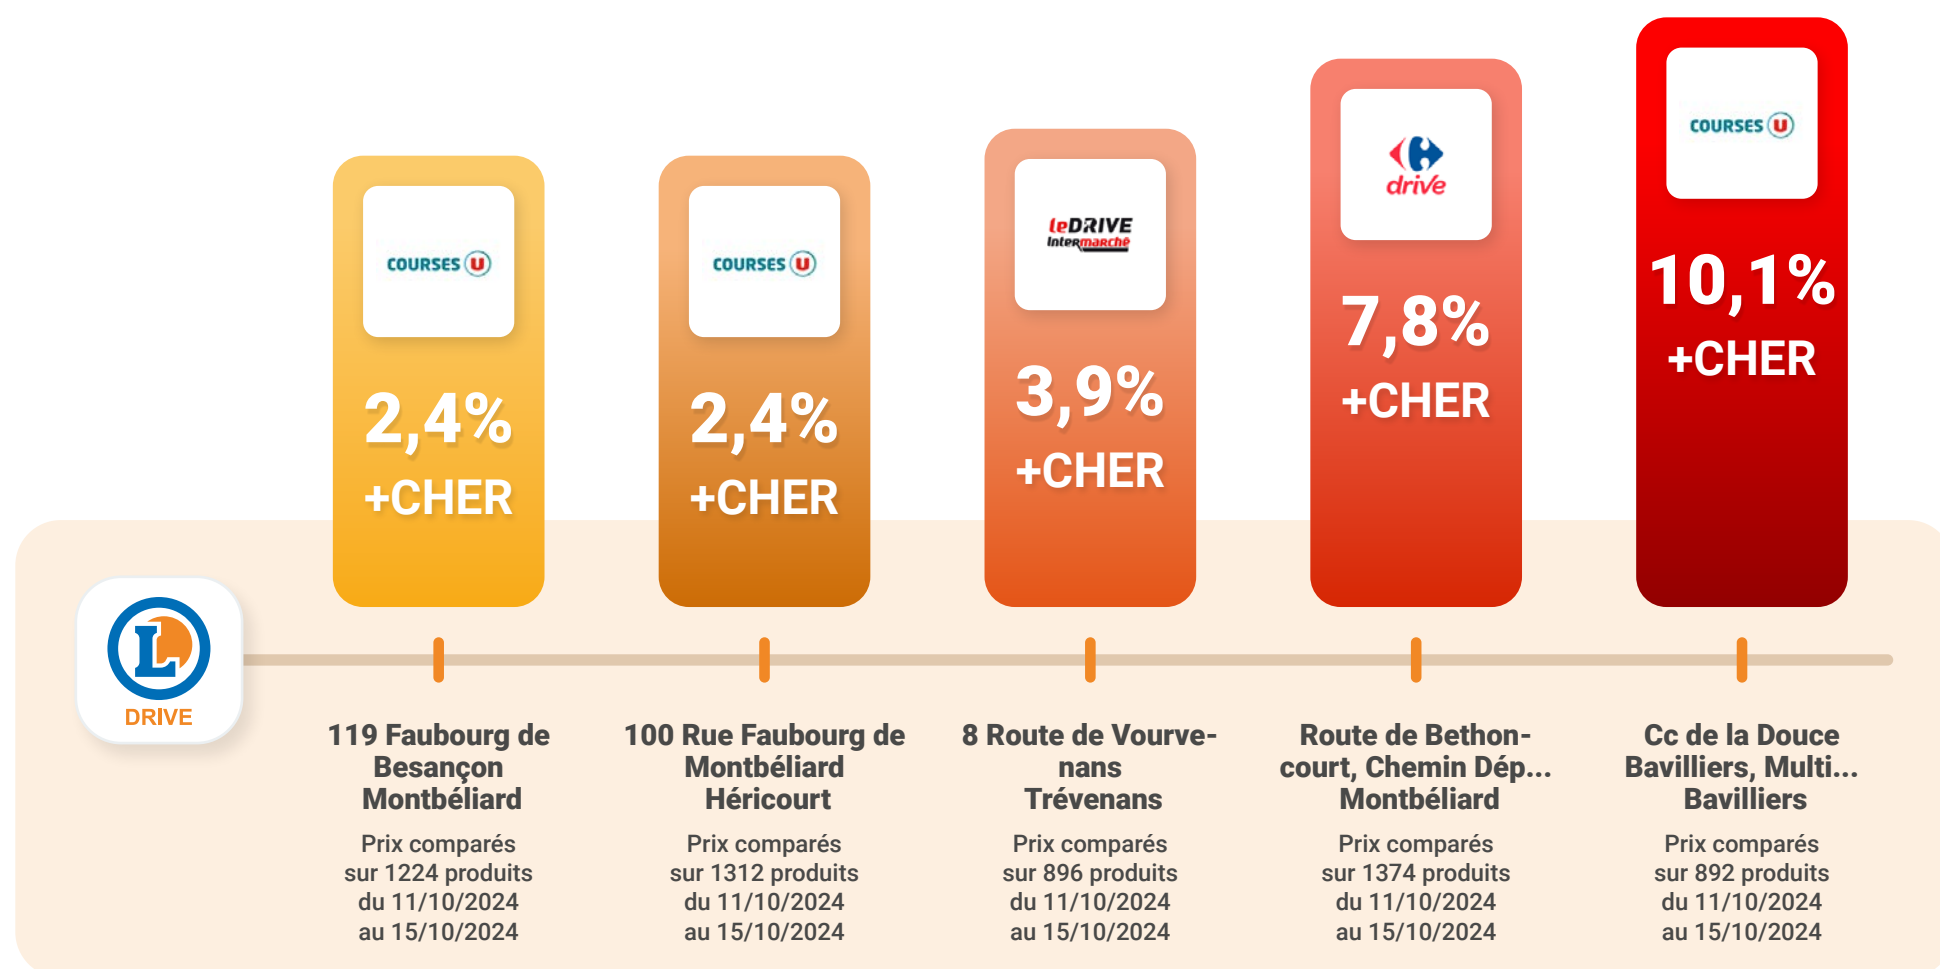 COURSES U
2,4%
+CHER
COURSES U
2,4%
+CHER
leDRIVE
Intermarché
3,9%
+CHER
drive
7,8%
+CHER
COURSES U
10,1%
+CHER
L
DRIVE
119 Faubourg de
Besançon
Montbéliard
Prix comparés
sur 1224 produits
du 11/10/2024
au 15/10/2024
100 Rue Faubourg de
Montbéliard
Héricourt
Prix comparés
sur 1312 produits
du 11/10/2024
au 15/10/2024
8 Route de Vourve-
nans
Trévenans
Prix comparés
sur 896 produits
du 11/10/2024
au 15/10/2024
Route de Bethon-
court, Chemin Dép...
Montbéliard
Prix comparés
sur 1374 produits
du 11/10/2024
au 15/10/2024
Cc de la Douce
Bavilliers, Multi...
Bavilliers
Prix comparés
sur 892 produits
du 11/10/2024
au 15/10/2024